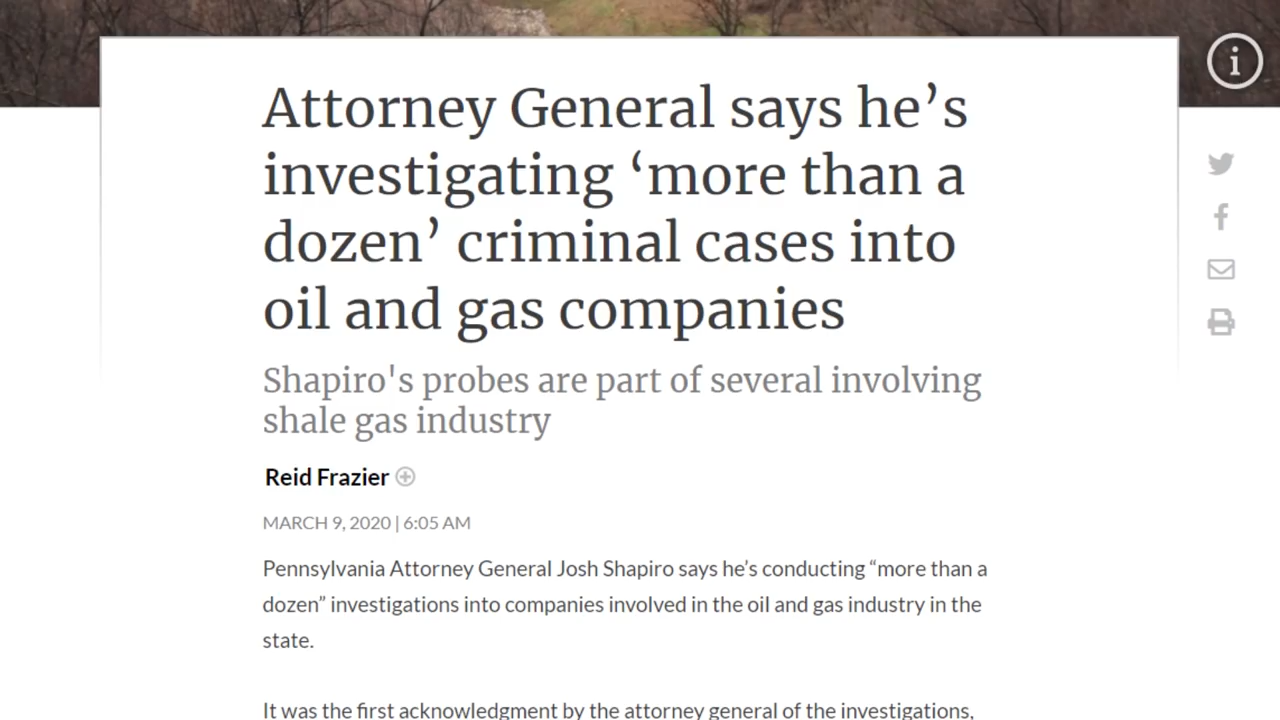 Attorney General says he’s
investigating ‘more than a
dozen’ criminal cases into
oil and gas companies
Shapiro's probes are part of several involving
shale gas industry
Reid Frazier
MARCH 9, 2020 | 6:05 AM
Pennsylvania Attorney General Josh Shapiro says he’s conducting “more than a
dozen” investigations into companies involved in the oil and gas industry in the
state.
It was the first acknowledgment by the attorney general of the investigations,